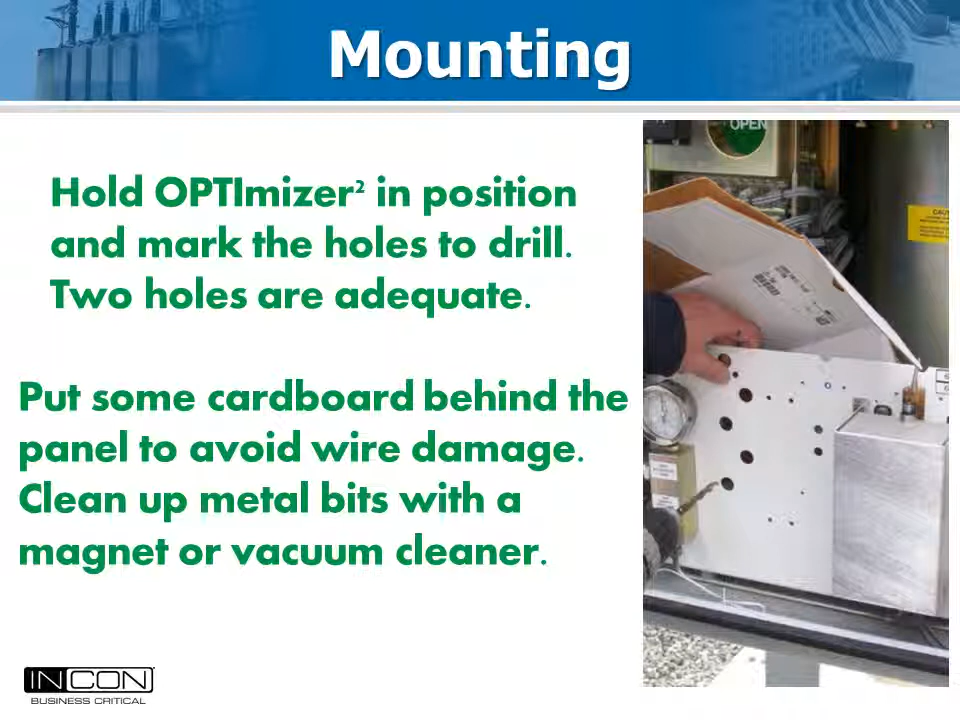 Mounting
Hold OPTImizer² in position
and mark the holes to drill.
Two holes are adequate.
Put some cardboard behind the
panel to avoid wire damage.
Clean up metal bits with a
magnet or vacuum cleaner.
OPEN
INCON
BUSINESS CRITICAL